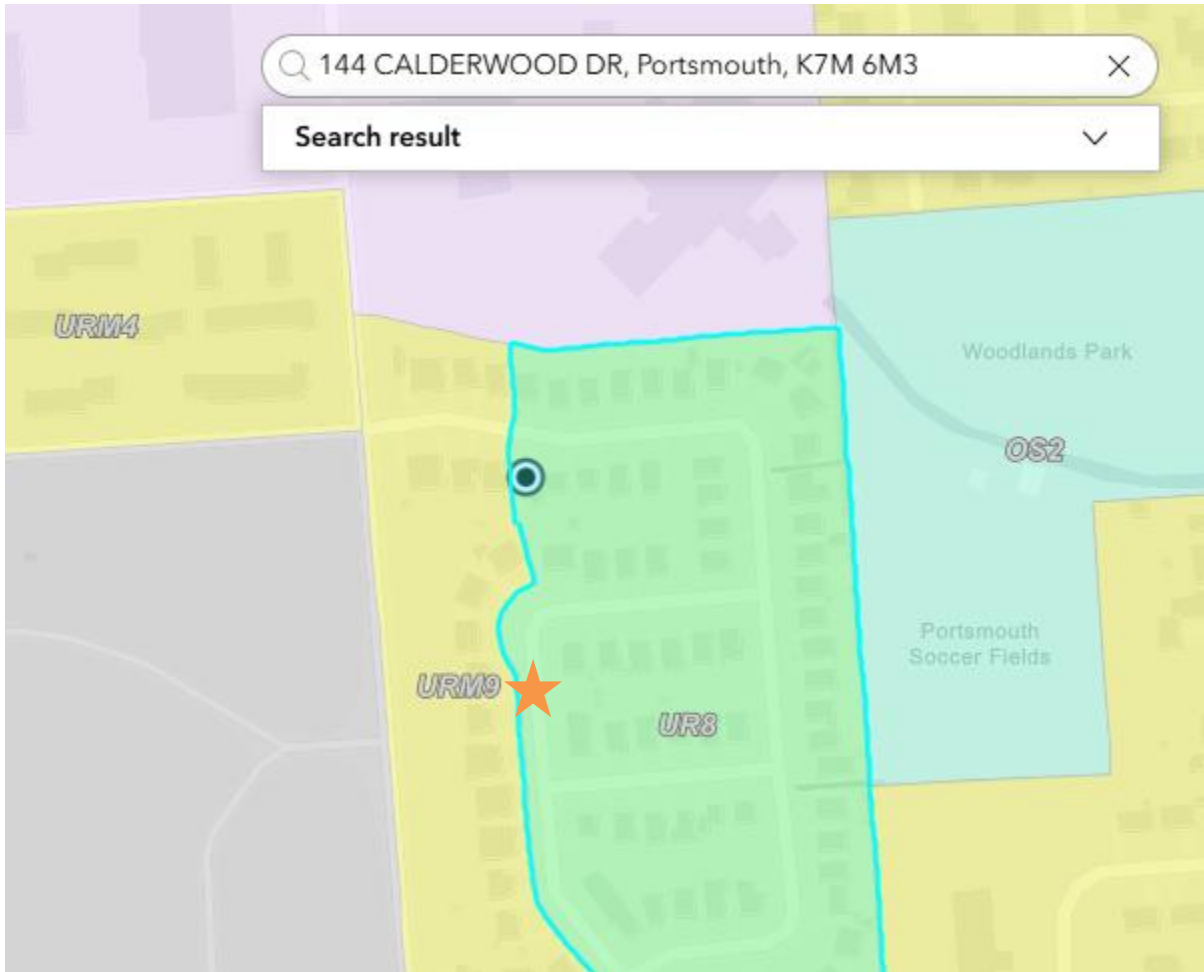 144 CALDERWOOD DR, Portsmouth, K7M 6M3
Search result
URM4
Woodlands Park
OS2
Portsmouth
Soccer Fields
URM9
UR8